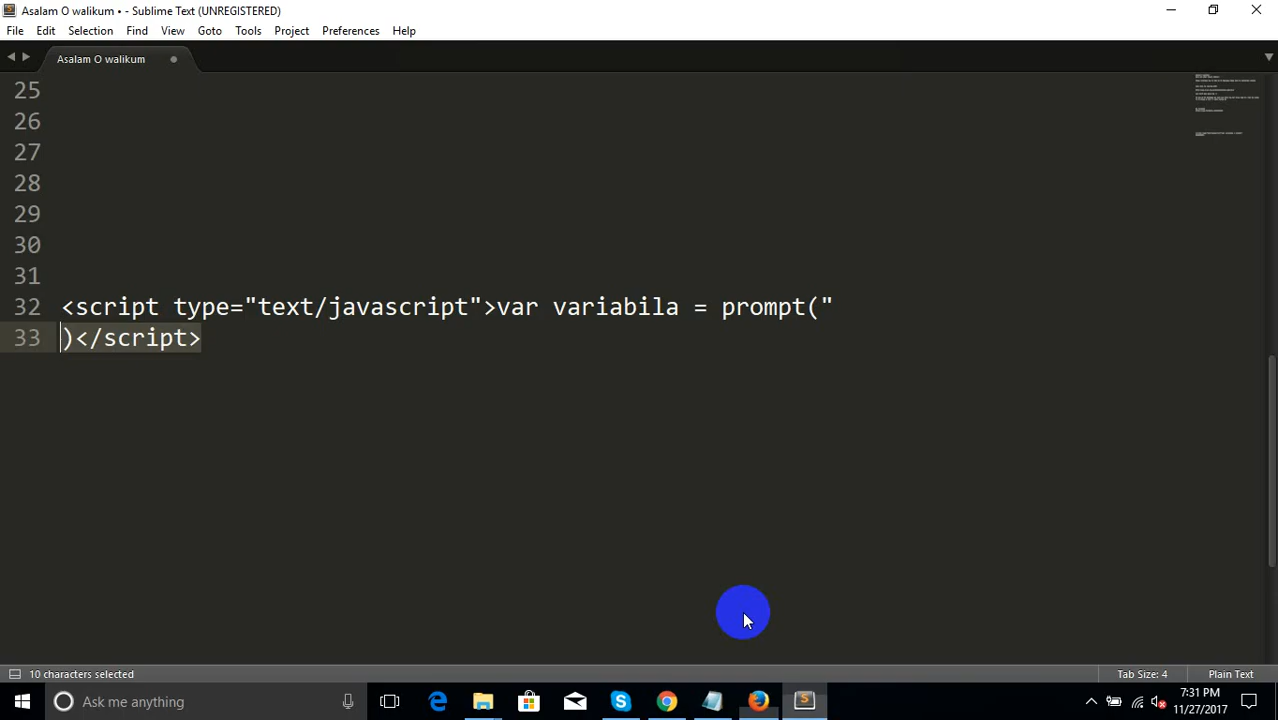 Asalam O walikum • - Sublime Text (UNREGISTERED)
File Edit Selection Find View Goto Tools Project Preferences Help
Asalam O walikum
25
26
27
28
29
30
31
32 <script type="text/javascript">var variabila = prompt("
33 )</script>
10 characters selected Tab Size: 4 Plain Text
Ask me anything
7:31 PM
11/27/2017